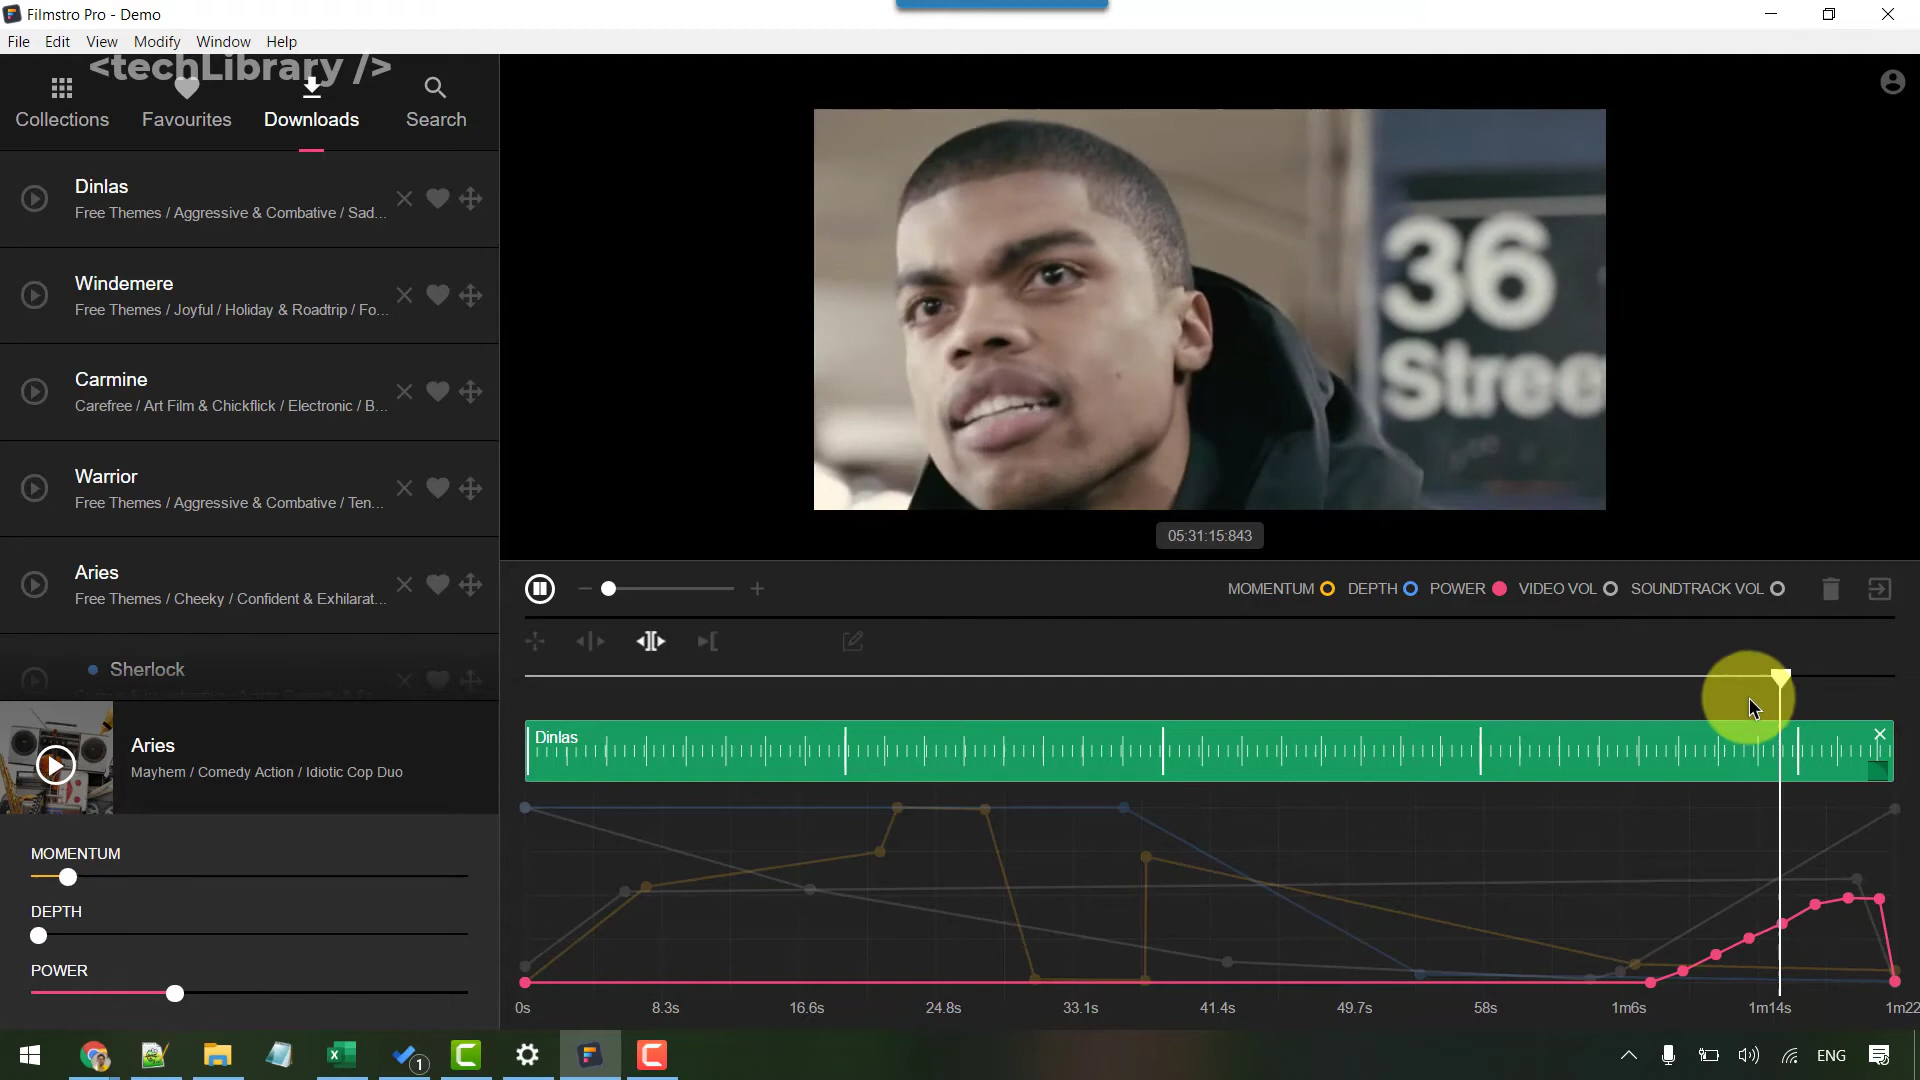 Filmstro Pro - Demo
File Edit View Modify Window Help
<techLibrary />
Collections Favourites Downloads Search
Dinlas
Free Themes / Aggressive & Combative / Sad...
Windemere
Free Themes / Joyful / Holiday & Roadtrip / Fo...
Carmine
Carefree / Art Film & Chickflick / Electronic / B...
Warrior
Free Themes / Aggressive & Combative / Ten...
Aries
Free Themes / Cheeky / Confident & Exhilarat...
Sherlock
Aries
Mayhem / Comedy Action / Idiotic Cop Duo
MOMENTUM
DEPTH
POWER
36
Stree
05:31:15:843
MOMENTUM DEPTH POWER VIDEO VOL SOUNDTRACK VOL
Dinlas
0s 8.3s 16.6s 24.8s 33.1s 41.4s 49.7s 58s 1m6s 1m14s 1m22
1 ENG